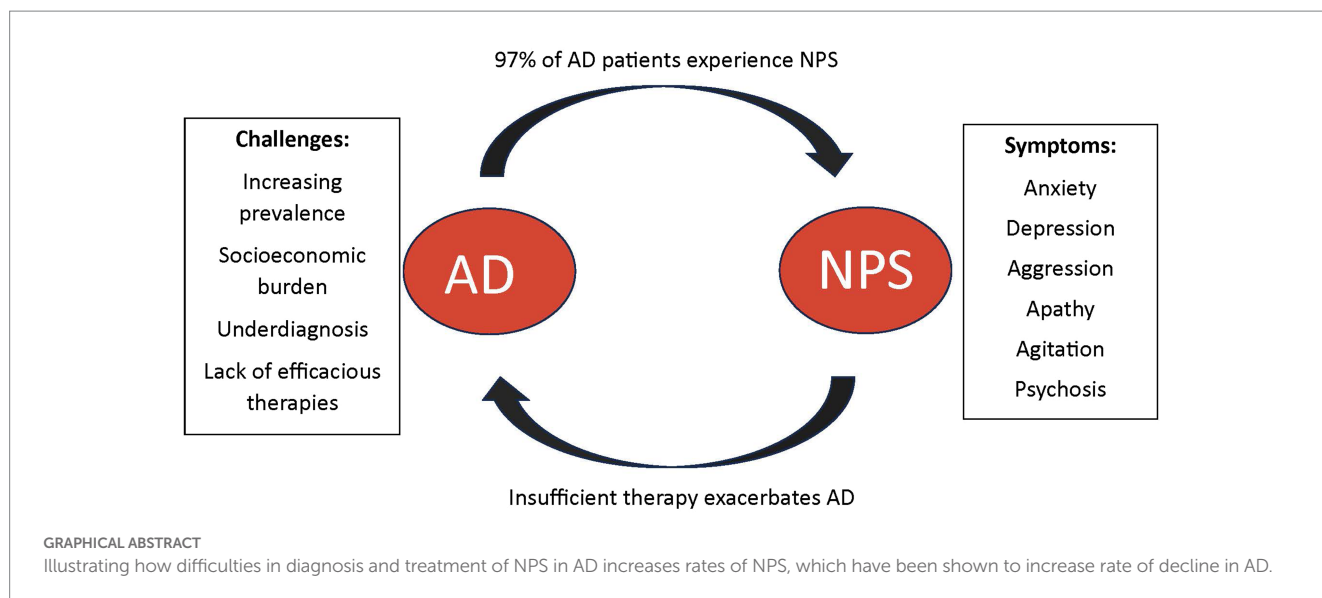 97% of AD patients experience NPS
Challenges:
Increasing
prevalence
Socioeconomic
burden
Underdiagnosis
Lack of efficacious
therapies
AD
NPS
Symptoms:
Anxiety
Depression
Aggression
Apathy
Agitation
Psychosis
Insufficient therapy exacerbates AD
GRAPHICAL ABSTRACT
Illustrating how difficulties in diagnosis and treatment of NPS in AD increases rates of NPS, which have been shown to increase rate of decline in AD.